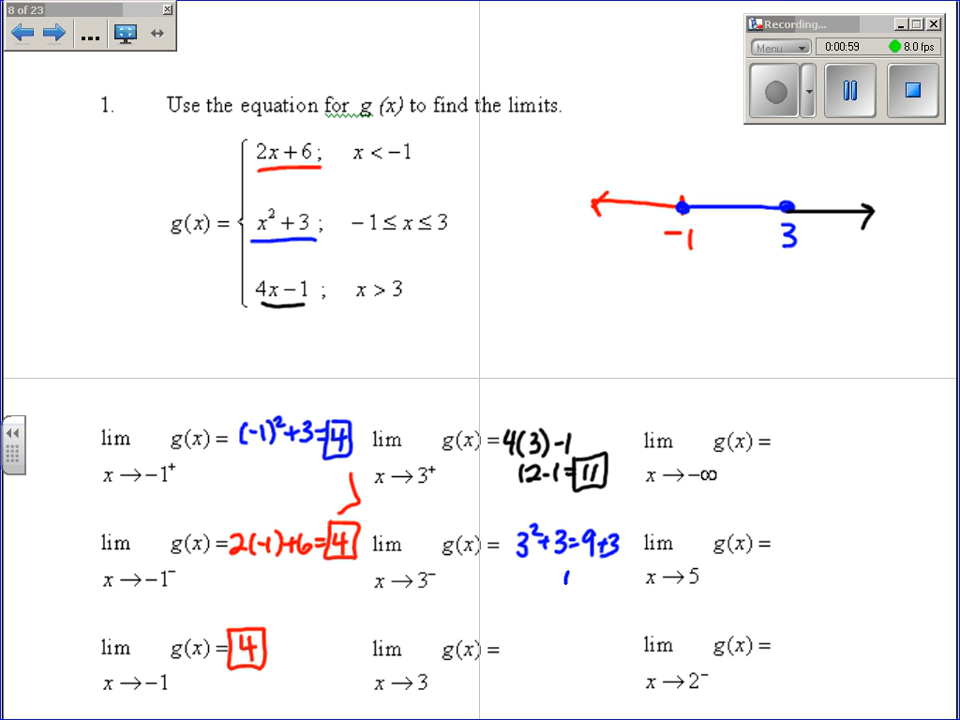 8 of 23
Recording...
Menu
0:00:59
8.0 fps
1. Use the equation for g (x) to find the limits.
2x + 6 ; x < −1
g(x) = x² + 3 ; −1 ≤ x ≤ 3
4x − 1 ; x > 3
−1 3
lim g(x) = (-1)²+3=4
x → −1⁺
lim g(x) = 4(3)-1
x → 3⁺ 12-1=11
lim g(x) =
x → −∞
lim g(x) = 2(-1)+6=4
x → −1⁻
lim g(x) = 3²+3=9+3
x → 3⁻
lim g(x) =
x → 5
lim g(x) = 4
x → −1
lim g(x) =
x → 3
lim g(x) =
x → 2⁻